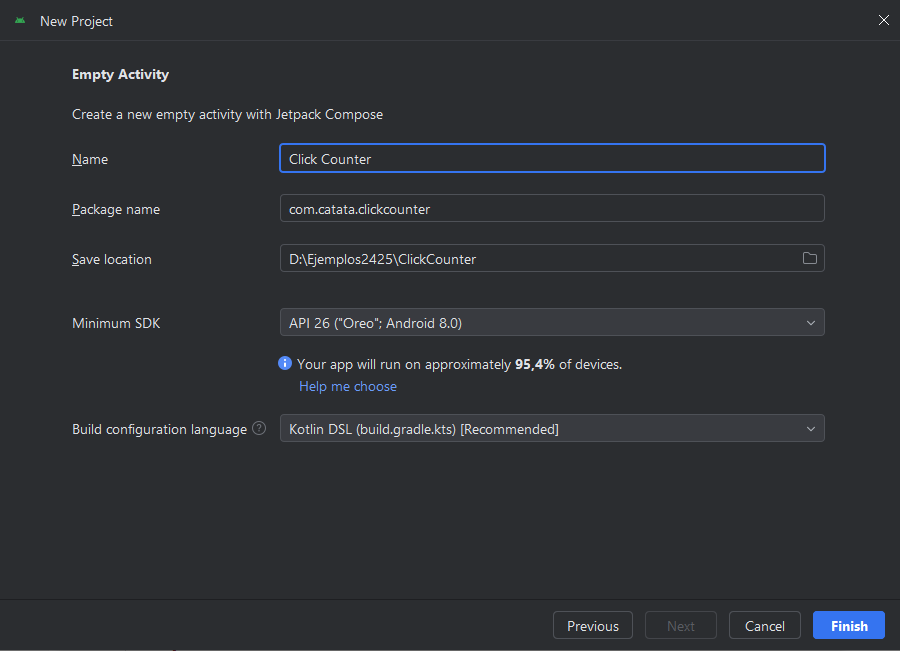 New Project
Empty Activity
Create a new empty activity with Jetpack Compose
Name Click Counter
Package name com.catata.clickcounter
Save location D:\Ejemplos2425\ClickCounter
Minimum SDK API 26 ("Oreo"; Android 8.0)
Your app will run on approximately 95,4% of devices.
Help me choose
Build configuration language ? Kotlin DSL (build.gradle.kts) [Recommended]
Previous Next Cancel Finish